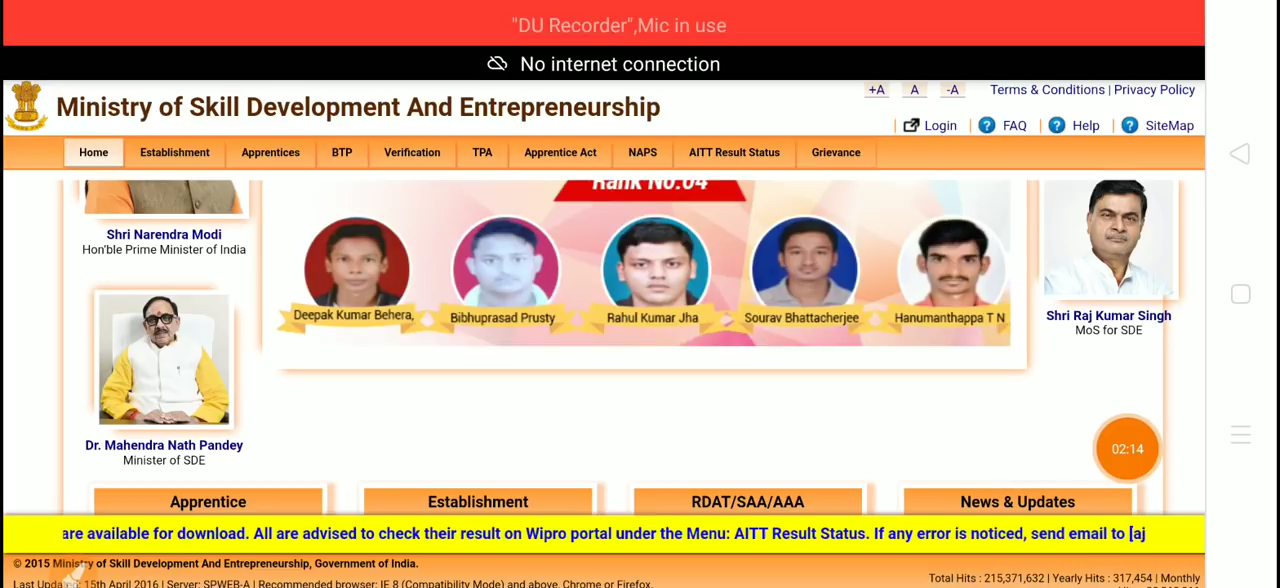 "DU Recorder",Mic in use
No internet connection
Ministry of Skill Development And Entrepreneurship
+A A -A Terms & Conditions | Privacy Policy
| Login | FAQ | Help | SiteMap
Home Establishment Apprentices BTP Verification TPA Apprentice Act NAPS AITT Result Status Grievance
Rank No.04
Shri Narendra Modi
Hon'ble Prime Minister of India
Deepak Kumar Behera, Bibhuprasad Prusty Rahul Kumar Jha Sourav Bhattacherjee Hanumanthappa T N
Shri Raj Kumar Singh
MoS for SDE
Dr. Mahendra Nath Pandey
Minister of SDE
02:14
Apprentice Establishment RDAT/SAA/AAA News & Updates
are available for download. All are advised to check their result on Wipro portal under the Menu: AITT Result Status. If any error is noticed, send email to [aj
© 2015 Ministry of Skill Development And Entrepreneurship, Government of India.
Last 15th April 2016 | Server: SPWEB-A | Recommended browser: IE 8 (Compatibility Mode) and above, Chrome or Firefox.
Total Hits : 215,371,632 | Yearly Hits : 317,454 | Monthly